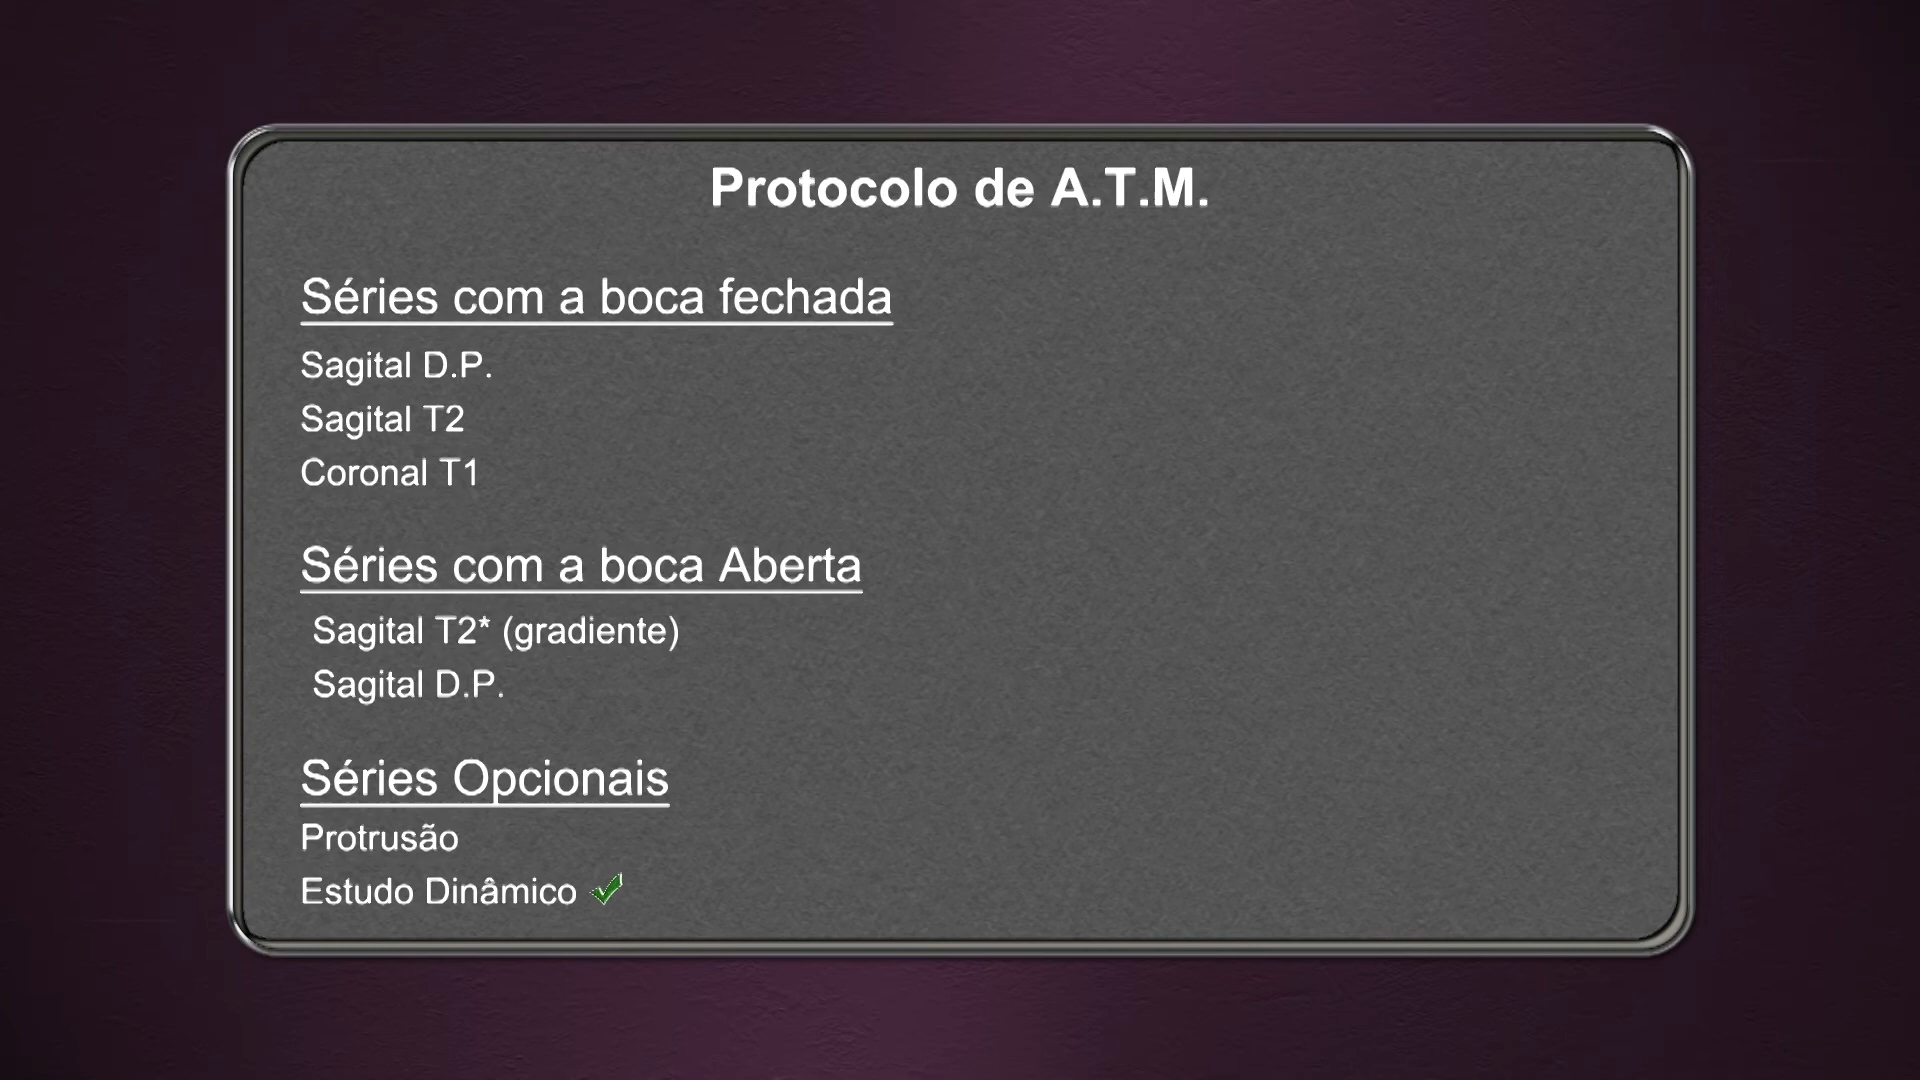 Protocolo de A.T.M.
Séries com a boca fechada
Sagital D.P.
Sagital T2
Coronal T1
Séries com a boca Aberta
Sagital T2* (gradiente)
Sagital D.P.
Séries Opcionais
Protrusão
Estudo Dinâmico